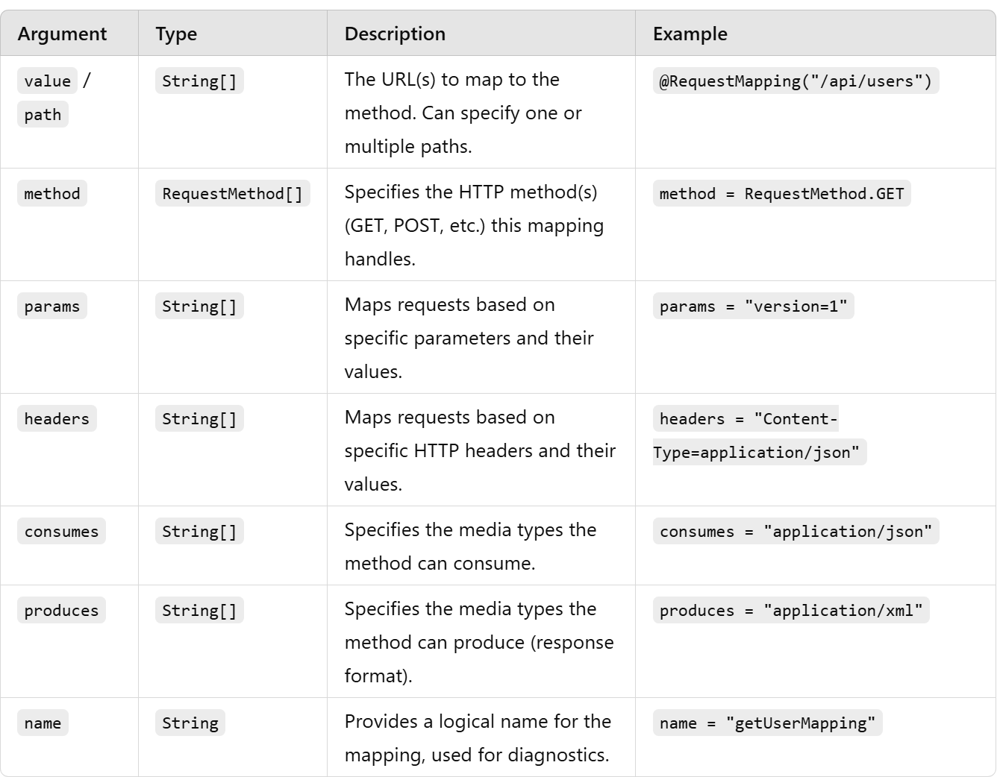 Argument Type Description Example
value / String[] The URL(s) to map to the @RequestMapping("/api/users")
path method. Can specify one or
multiple paths.
method RequestMethod[] Specifies the HTTP method(s) method = RequestMethod.GET
(GET, POST, etc.) this mapping
handles.
params String[] Maps requests based on params = "version=1"
specific parameters and their
values.
headers String[] Maps requests based on headers = "Content-
specific HTTP headers and their Type=application/json"
values.
consumes String[] Specifies the media types the consumes = "application/json"
method can consume.
produces String[] Specifies the media types the produces = "application/xml"
method can produce (response
format).
name String Provides a logical name for the name = "getUserMapping"
mapping, used for diagnostics.